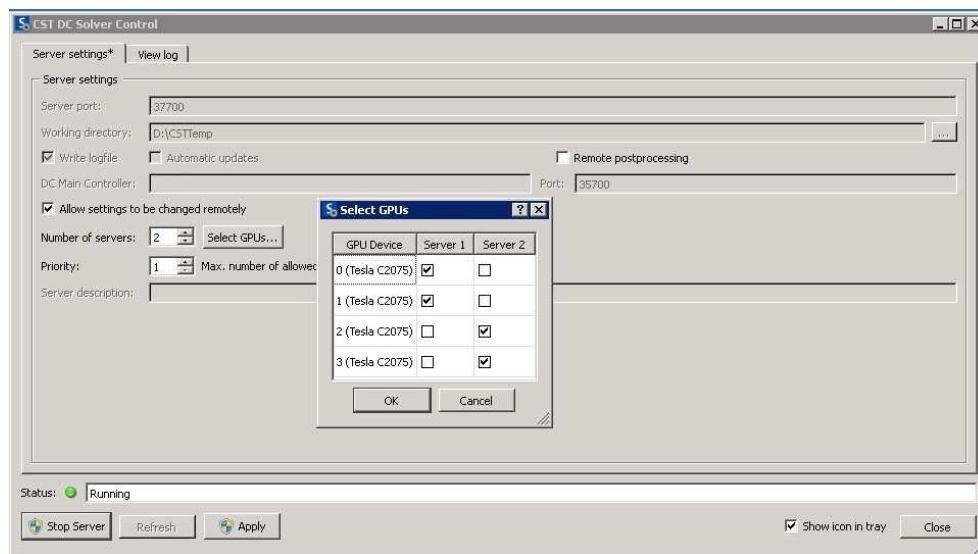 CST DC Solver Control
Server settings* View log
Server settings
Server port: 37700
Working directory: D:\CSTTemp ...
Write logfile Automatic updates Remote postprocessing
DC Main Controller: Port: 35700
Allow settings to be changed remotely
Select GPUs
Number of servers: 2 Select GPUs...
Priority: 1 Max. number of allowed
Server description:
GPU Device Server 1 Server 2
0 (Tesla C2075)
1 (Tesla C2075)
2 (Tesla C2075)
3 (Tesla C2075)
OK Cancel
Status: Running
Stop Server Refresh Apply Show icon in tray Close